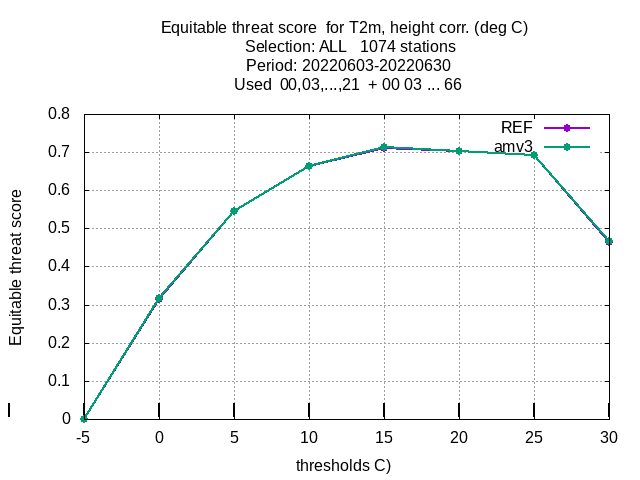 Equitable threat score  for T2m, height corr. (deg C)
Selection: ALL   1074 stations
Period: 20220603-20220630
Used  00,03,...,21  + 00 03 ... 66
REF
amv3
0.8
0.7
0.6
0.5
0.4
0.3
0.2
0.1
0
Equitable threat score
-5 0 5 10 15 20 25 30
thresholds C)